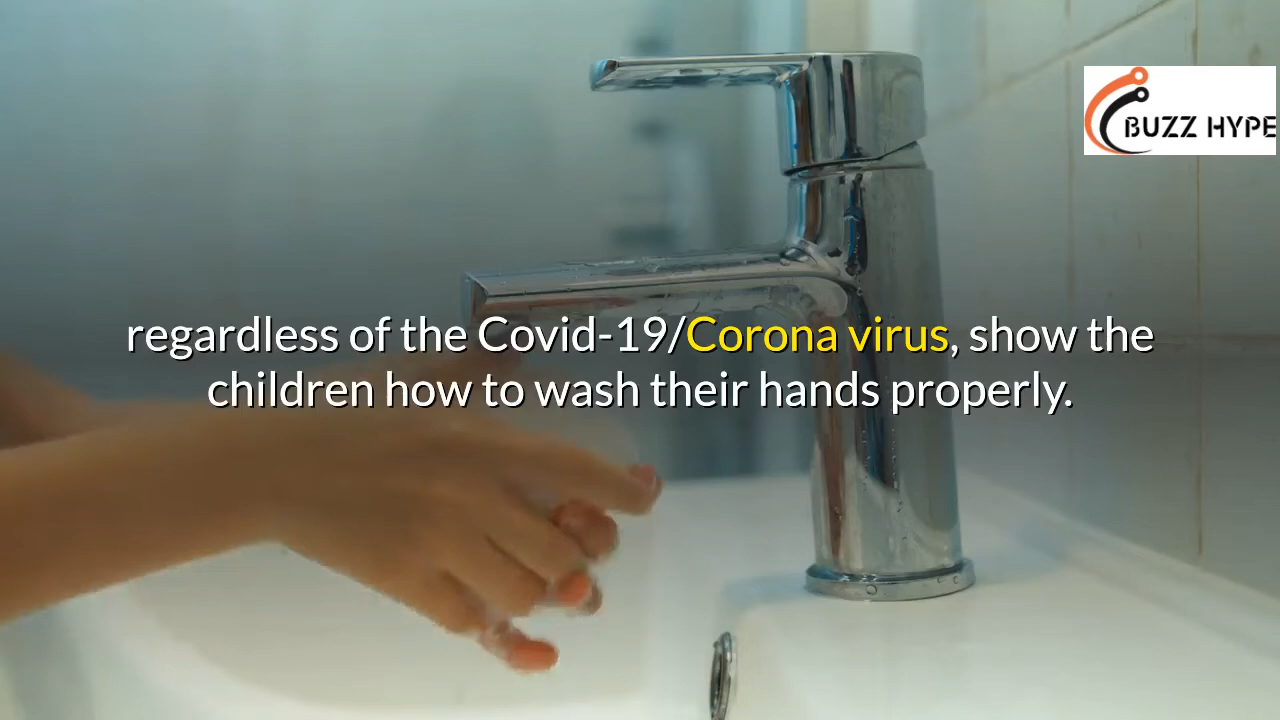 BUZZ HYPE
regardless of the Covid-19/Corona virus, show the
children how to wash their hands properly.